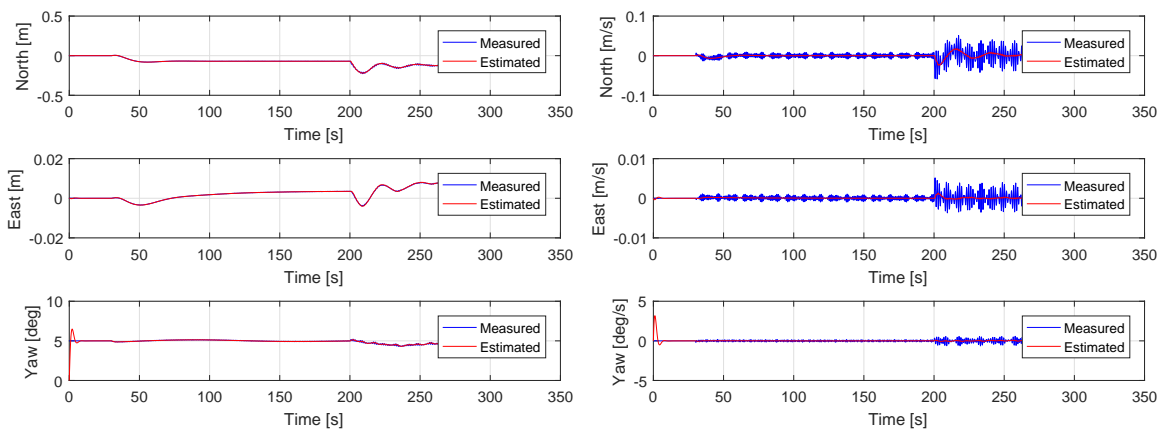 North [m]
0.5
0
-0.5
Measured
Estimated
0 50 100 150 200 250 300 350
Time [s]
North [m/s]
0.1
0
-0.1
Measured
Estimated
0 50 100 150 200 250 300 350
Time [s]
East [m]
0.02
0
-0.02
Measured
Estimated
0 50 100 150 200 250 300 350
Time [s]
East [m/s]
0.01
0
-0.01
Measured
Estimated
0 50 100 150 200 250 300 350
Time [s]
Yaw [deg]
10
5
0
Measured
Estimated
0 50 100 150 200 250 300 350
Time [s]
Yaw [deg/s]
5
0
-5
Measured
Estimated
0 50 100 150 200 250 300 350
Time [s]